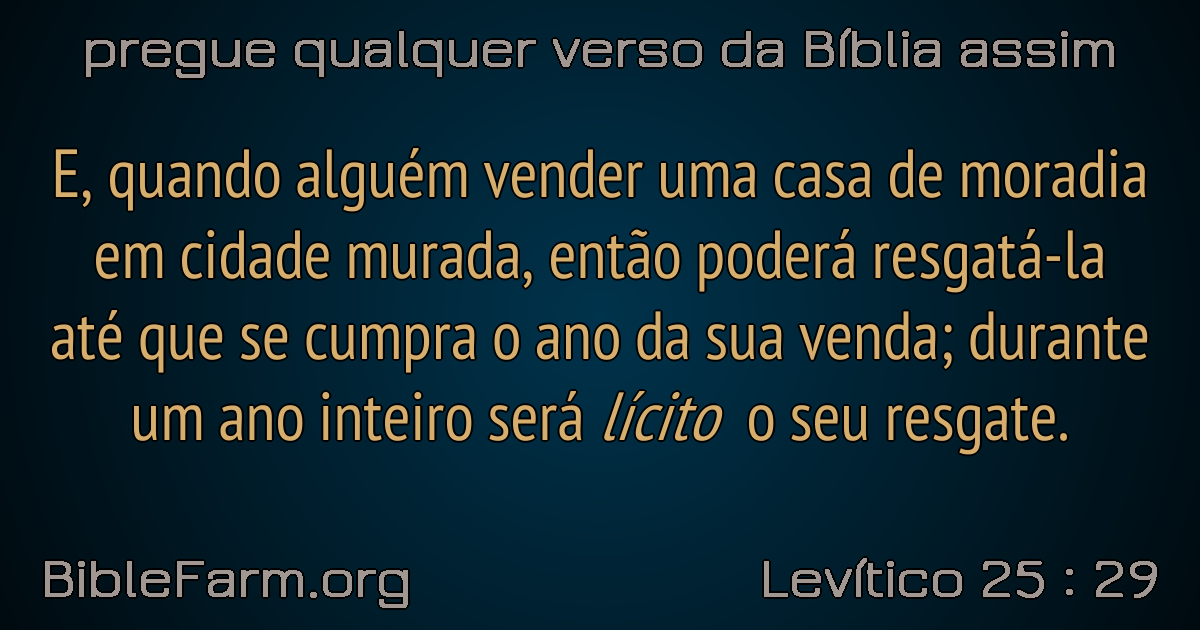 pregue qualquer verso da Bíblia assim
E, quando alguém vender uma casa de moradia
em cidade murada, então poderá resgatá-la
até que se cumpra o ano da sua venda; durante
um ano inteiro será lícito o seu resgate.
BibleFarm.org
Levítico 25 : 29